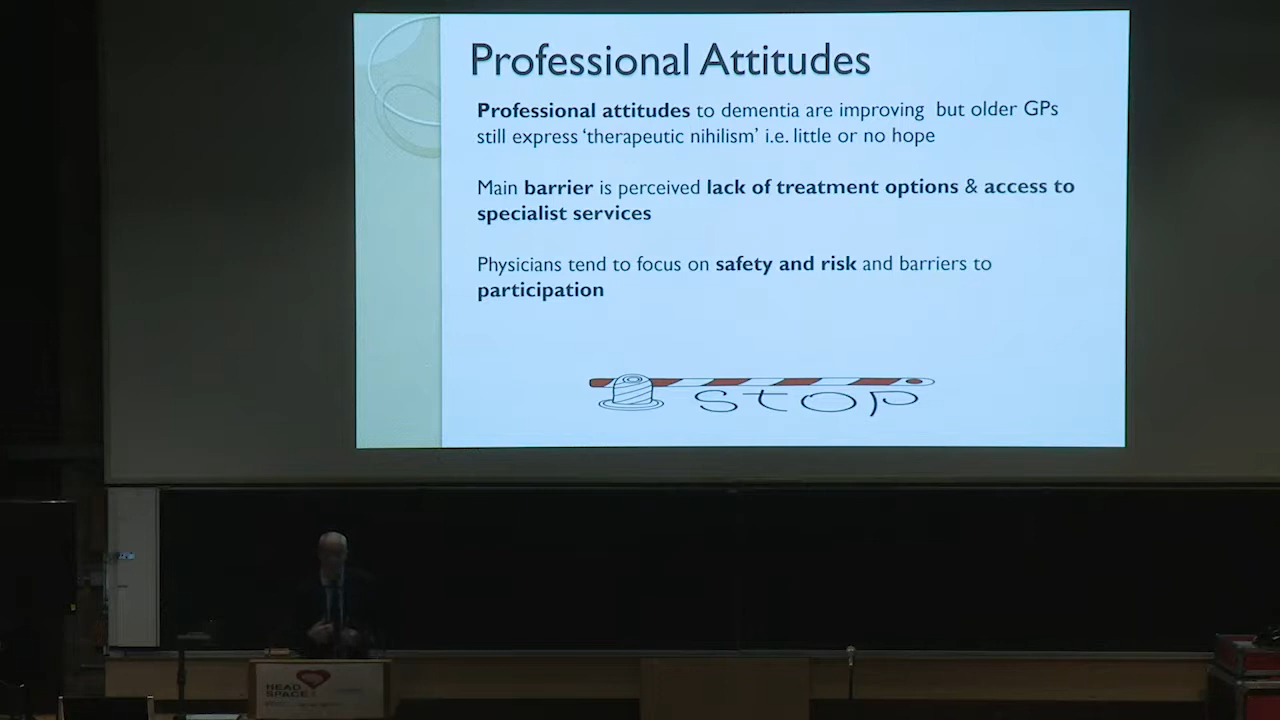 Professional Attitudes
Professional attitudes to dementia are improving but older GPs
still express ‘therapeutic nihilism’ i.e. little or no hope
Main barrier is perceived lack of treatment options & access to
specialist services
Physicians tend to focus on safety and risk and barriers to
participation
STOP
HEAD
SPACE